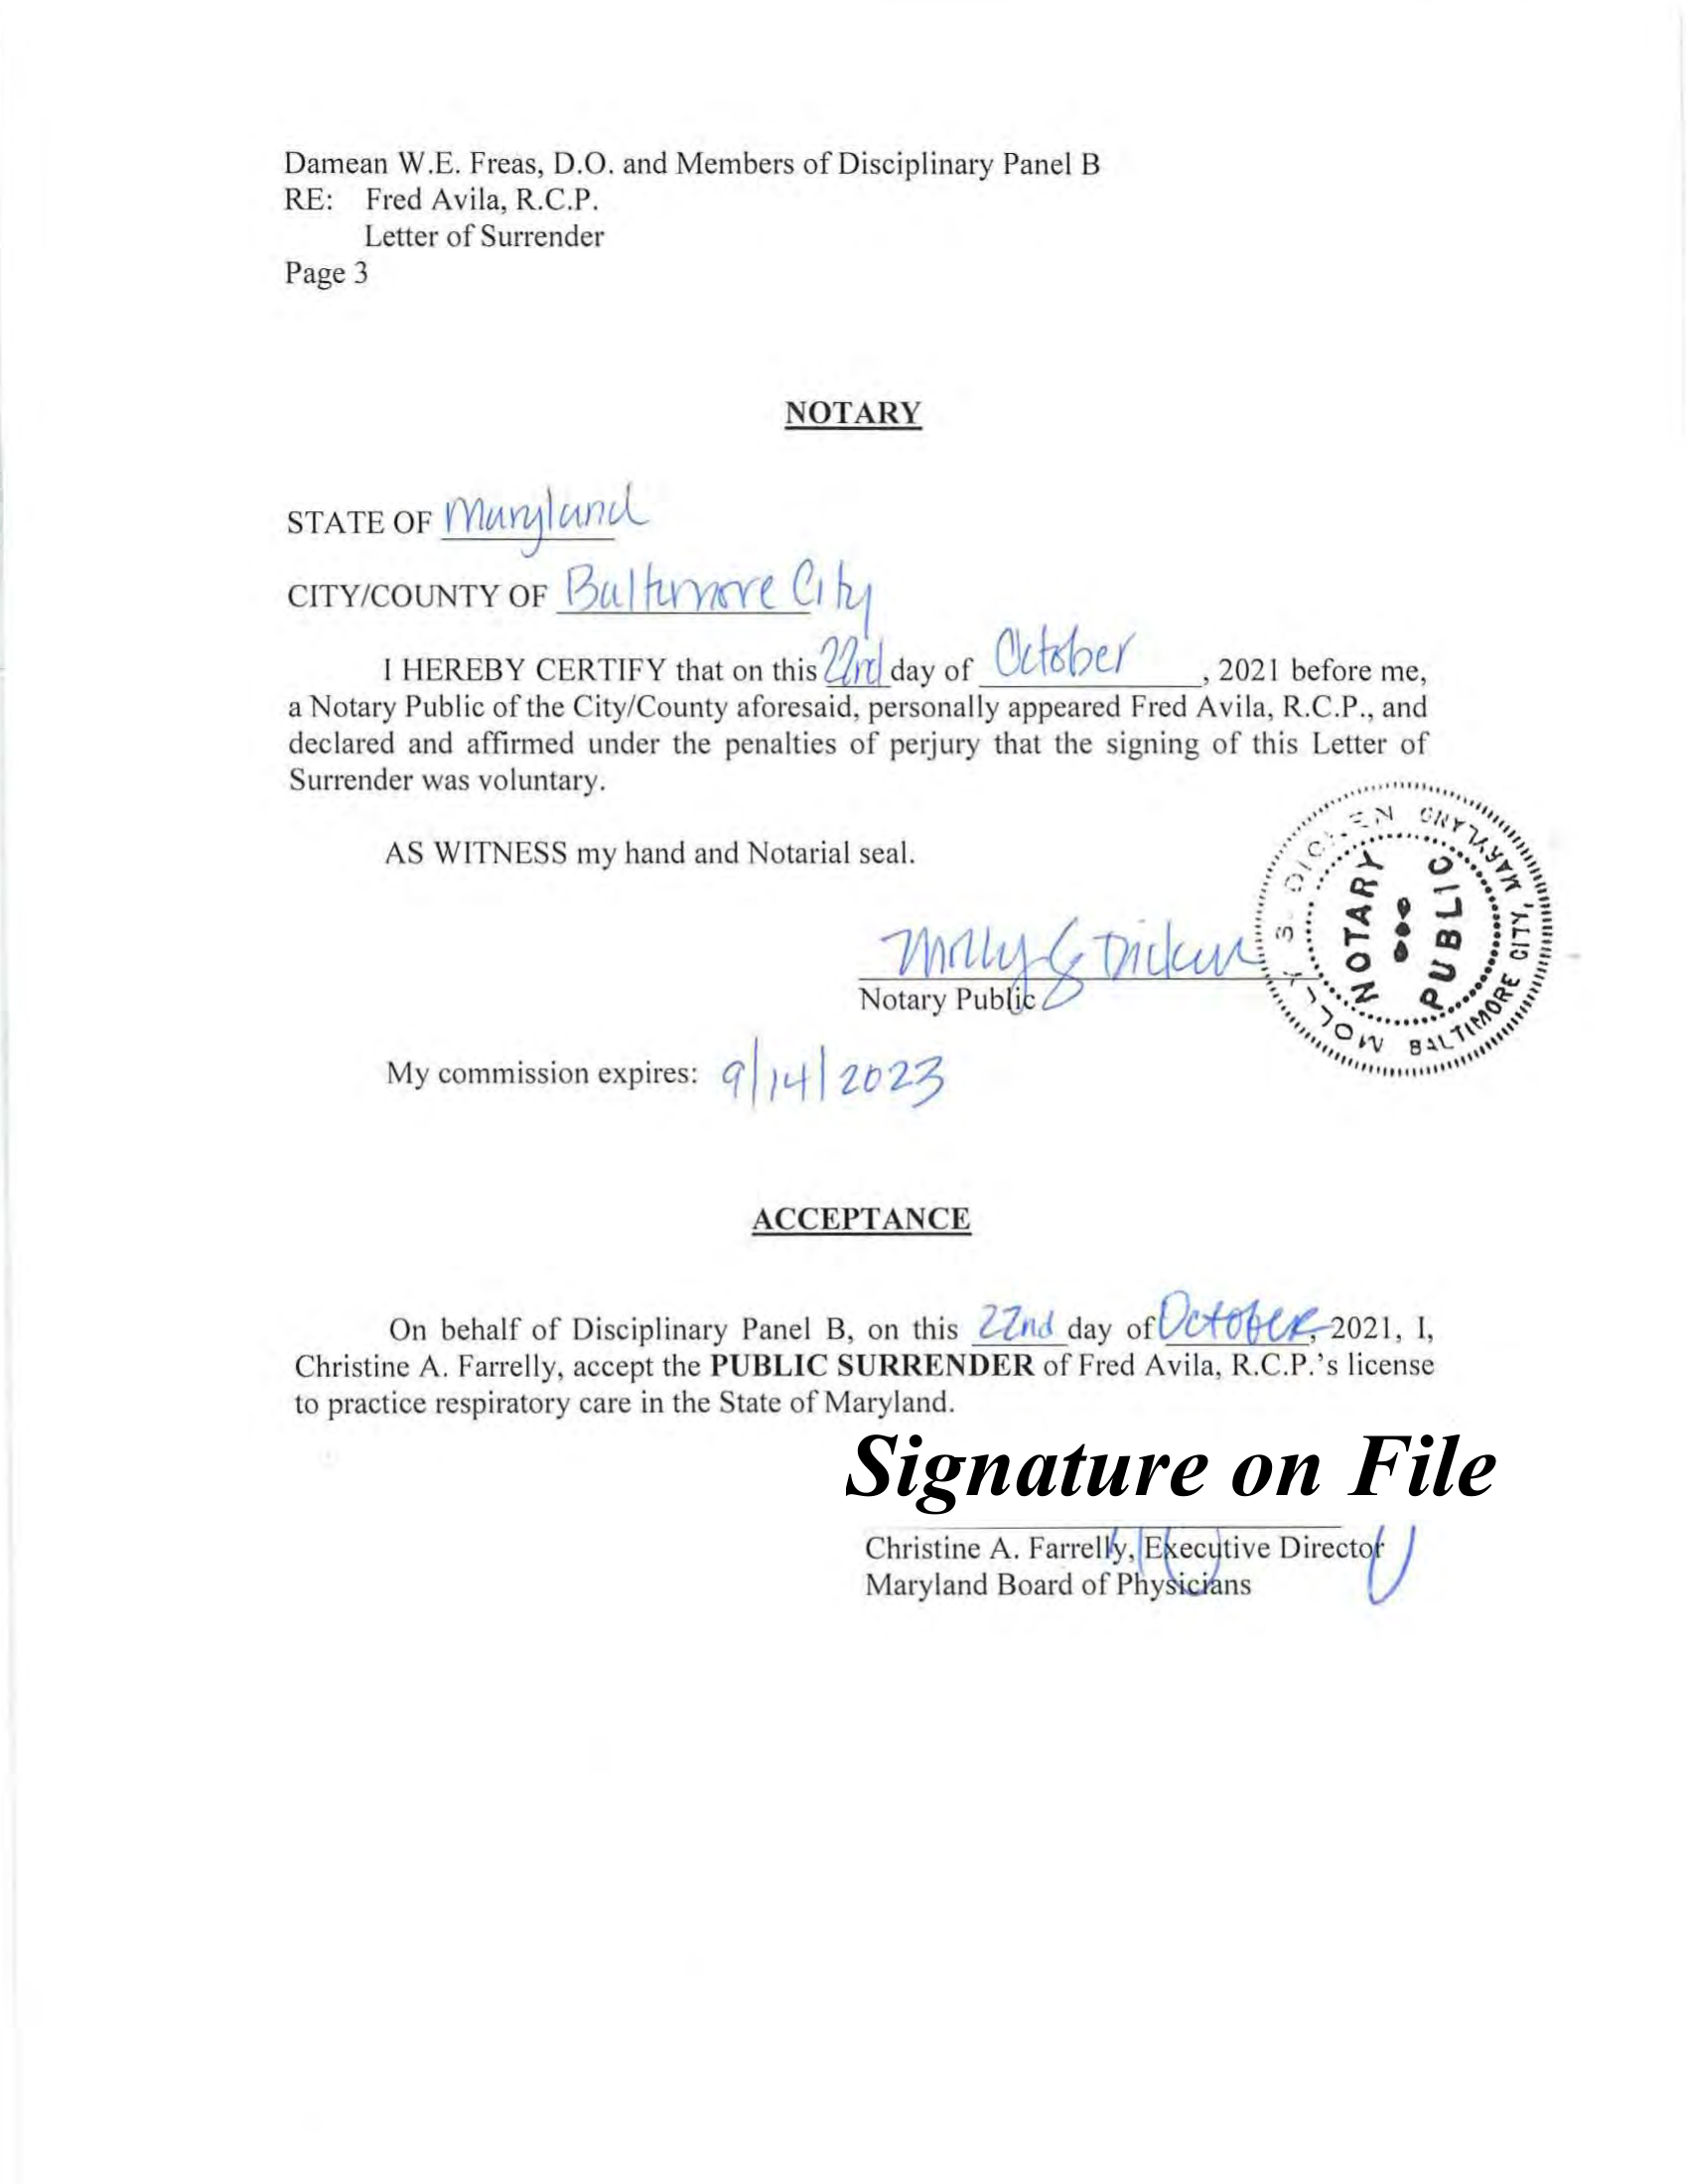 Damean W.E. Freas, D.O. and Members of Disciplinary Panel B
RE: Fred Avila, R.C.P.
Letter of Surrender
Page 3
NOTARY
STATE OF Maryland
CITY/COUNTY OF Baltimore City
I HEREBY CERTIFY that on this 22rd day of October, 2021 before me,
a Notary Public of the City/County aforesaid, personally appeared Fred Avila, R.C.P., and
declared and affirmed under the penalties of perjury that the signing of this Letter of
Surrender was voluntary.
AS WITNESS my hand and Notarial seal.
Molly S Dicken
Notary Public
MOLLY S. DICKEN
NOTARY PUBLIC
BALTIMORE CITY, MARYLAND
My commission expires: 9/14/2023
ACCEPTANCE
On behalf of Disciplinary Panel B, on this 22nd day of October, 2021, I,
Christine A. Farrelly, accept the PUBLIC SURRENDER of Fred Avila, R.C.P.'s license
to practice respiratory care in the State of Maryland.
Signature on File
Christine A. Farrelly, Executive Director
Maryland Board of Physicians